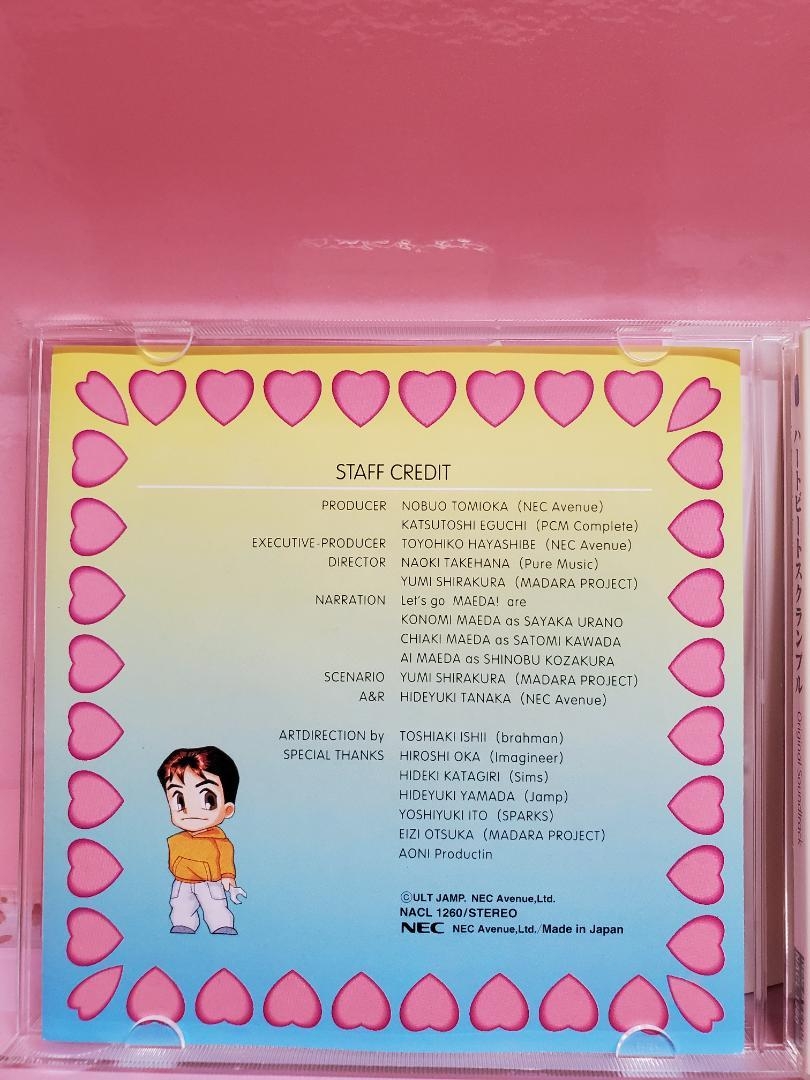 STAFF CREDIT
PRODUCER NOBUO TOMIOKA (NEC Avenue)
KATSUTOSHI EGUCHI (PCM Complete)
EXECUTIVE-PRODUCER TOYOHIKO HAYASHIBE (NEC Avenue)
DIRECTOR NAOKI TAKEHANA (Pure Music)
YUMI SHIRAKURA (MADARA PROJECT)
NARRATION Let's go MAEDA! are
KONOMI MAEDA as SAYAKA URANO
CHIAKI MAEDA as SATOMI KAWADA
AI MAEDA as SHINOBU KOZAKURA
SCENARIO YUMI SHIRAKURA (MADARA PROJECT)
A&R HIDEYUKI TANAKA (NEC Avenue)
ARTDIRECTION by TOSHIAKI ISHII (brahman)
SPECIAL THANKS HIROSHI OKA (Imagineer)
HIDEKI KATAGIRI (Sims)
HIDEYUKI YAMADA (Jamp)
YOSHIYUKI ITO (SPARKS)
EIZI OTSUKA (MADARA PROJECT)
AONI Productin
©ULT JAMP. NEC Avenue,Ltd.
NACL 1260/STEREO
NEC NEC Avenue,Ltd./Made in Japan
Original Soundtrack